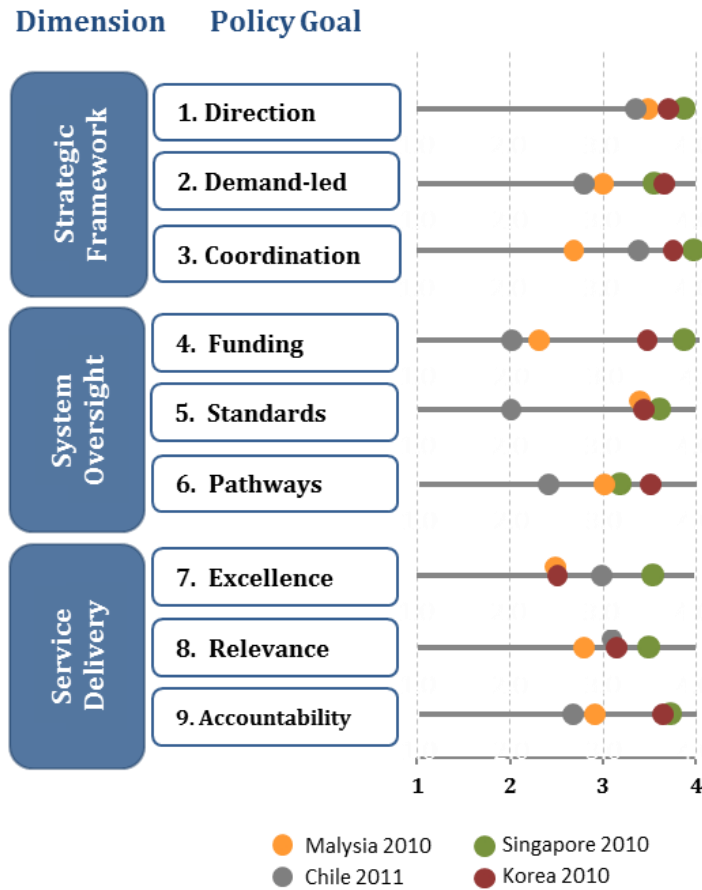 Dimension Policy Goal
Strategic
Framework
1. Direction
2. Demand-led
3. Coordination
System
Oversight
4. Funding
5. Standards
6. Pathways
Service
Delivery
7. Excellence
8. Relevance
9. Accountability
1 2 3 4
Malysia 2010 Singapore 2010
Chile 2011 Korea 2010